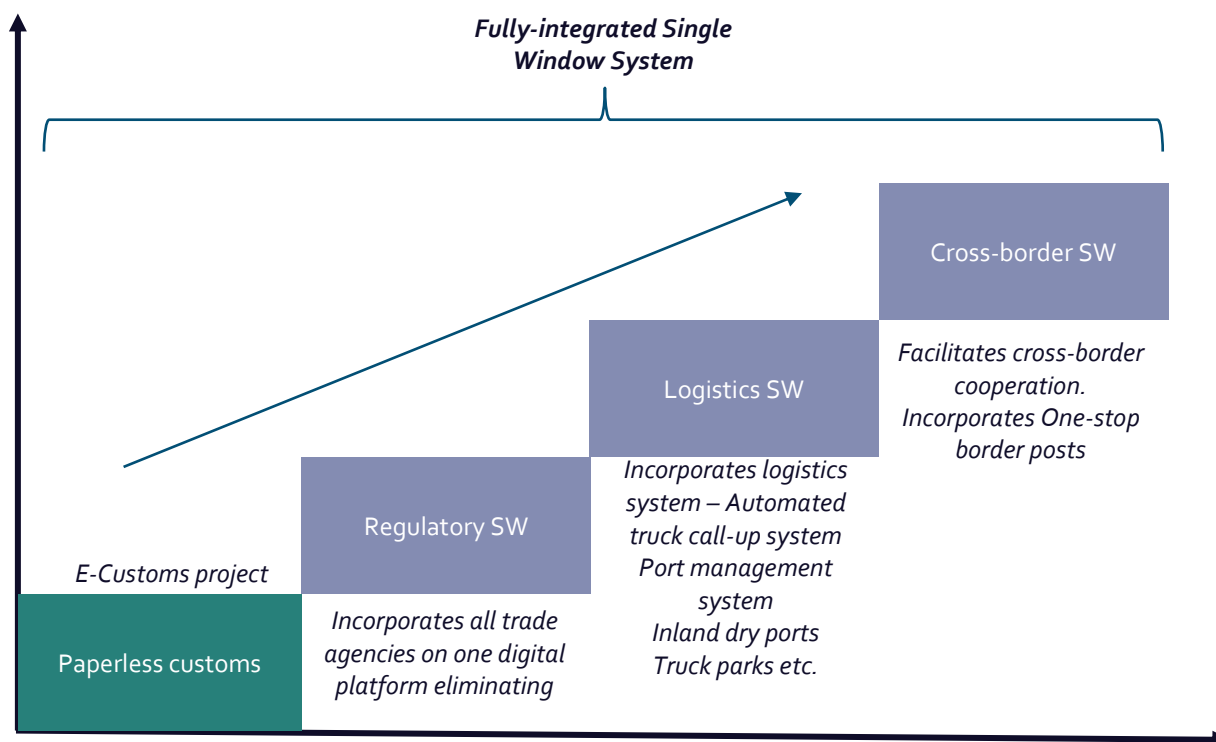 Fully-integrated Single
Window System
Cross-border SW
Facilitates cross-border
cooperation.
Incorporates One-stop
border posts
Logistics SW
Incorporates logistics
system – Automated
truck call-up system
Port management
system
Inland dry ports
Truck parks etc.
Regulatory SW
Incorporates all trade
agencies on one digital
platform eliminating
E-Customs project
Paperless customs